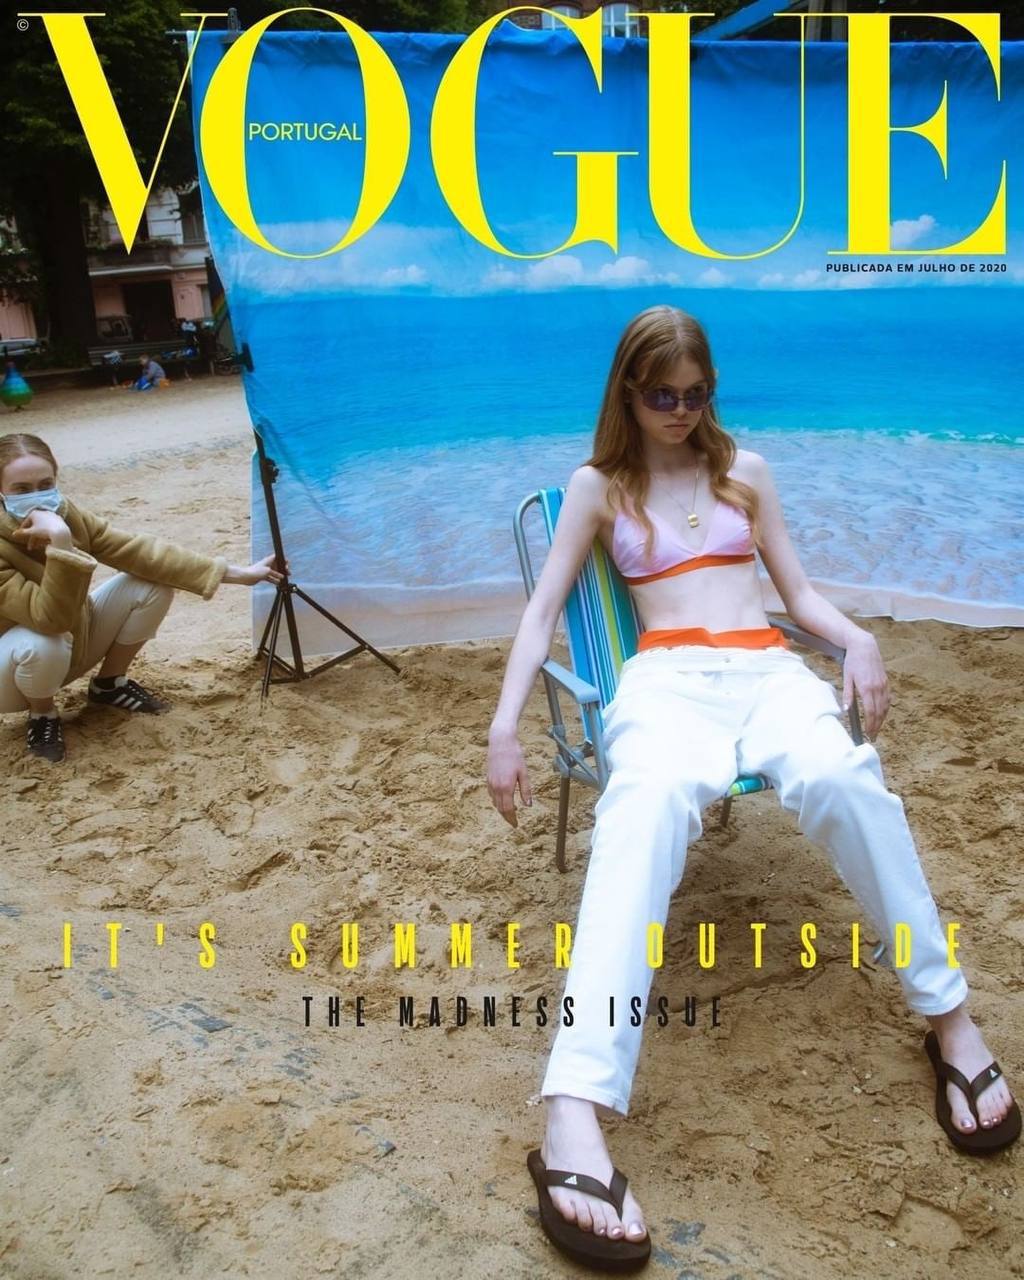 ©
VOGUE
PORTUGAL
PUBLICADA EM JULHO DE 2020
IT'S SUMMER OUTSIDE
THE MADNESS ISSUE